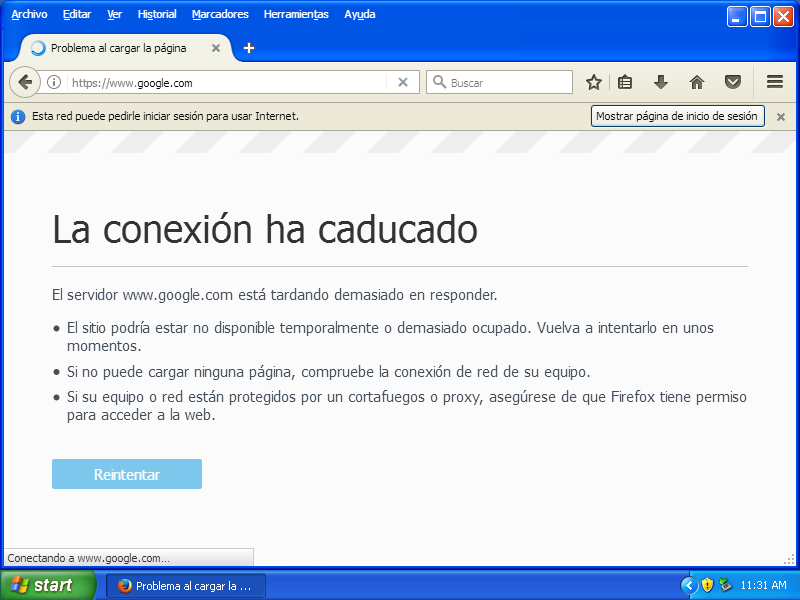 Archivo Editar Ver Historial Marcadores Herramientas Ayuda
Problema al cargar la página
https://www.google.com
Buscar
Esta red puede pedirle iniciar sesión para usar Internet.
Mostrar página de inicio de sesión
La conexión ha caducado
El servidor www.google.com está tardando demasiado en responder.
El sitio podría estar no disponible temporalmente o demasiado ocupado. Vuelva a intentarlo en unos
momentos.
Si no puede cargar ninguna página, compruebe la conexión de red de su equipo.
Si su equipo o red están protegidos por un cortafuegos o proxy, asegúrese de que Firefox tiene permiso
para acceder a la web.
Reintentar
Conectando a www.google.com...
start
Problema al cargar la ...
11:31 AM